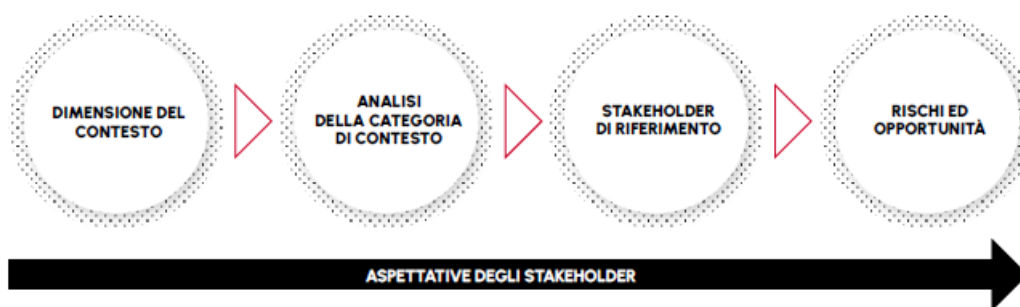 DIMENSIONE DEL
CONTESTO
ANALISI
DELLA CATEGORIA
DI CONTESTO
STAKEHOLDER
DI RIFERIMENTO
RISCHI ED
OPPORTUNITÀ
ASPETTATIVE DEGLI STAKEHOLDER